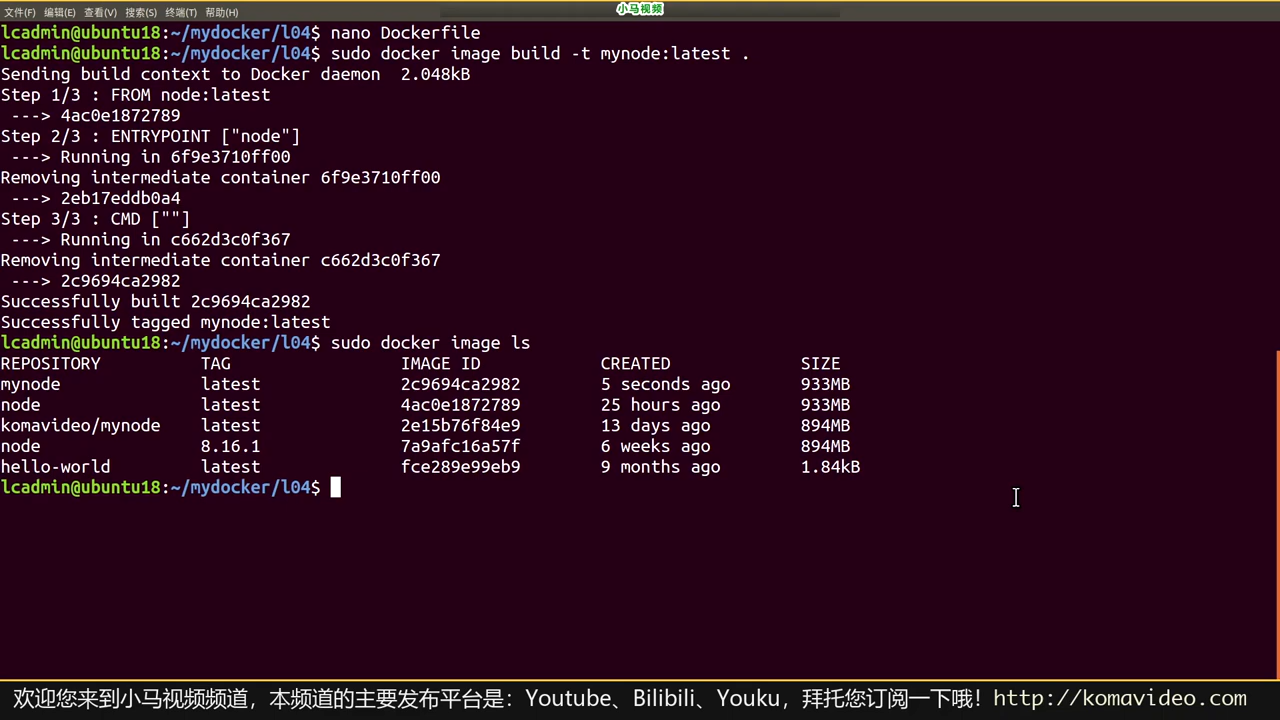 小马视频
文件(F) 编辑(E) 查看(V) 搜索(S) 终端(T) 帮助(H)
lcadmin@ubuntu18:~/mydocker/l04$ nano Dockerfile
lcadmin@ubuntu18:~/mydocker/l04$ sudo docker image build -t mynode:latest .
Sending build context to Docker daemon  2.048kB
Step 1/3 : FROM node:latest
 ---> 4ac0e1872789
Step 2/3 : ENTRYPOINT ["node"]
 ---> Running in 6f9e3710ff00
Removing intermediate container 6f9e3710ff00
 ---> 2eb17eddb0a4
Step 3/3 : CMD [""]
 ---> Running in c662d3c0f367
Removing intermediate container c662d3c0f367
 ---> 2c9694ca2982
Successfully built 2c9694ca2982
Successfully tagged mynode:latest
lcadmin@ubuntu18:~/mydocker/l04$ sudo docker image ls
REPOSITORY          TAG                 IMAGE ID            CREATED             SIZE
mynode              latest              2c9694ca2982        5 seconds ago       933MB
node                latest              4ac0e1872789        25 hours ago        933MB
komavideo/mynode    latest              2e15b76f84e9        13 days ago         894MB
node                8.16.1              7a9afc16a57f        6 weeks ago         894MB
hello-world         latest              fce289e99eb9        9 months ago        1.84kB
lcadmin@ubuntu18:~/mydocker/l04$
欢迎您来到小马视频频道，本频道的主要发布平台是：Youtube、Bilibili、Youku，拜托您订阅一下哦！http://komavideo.com